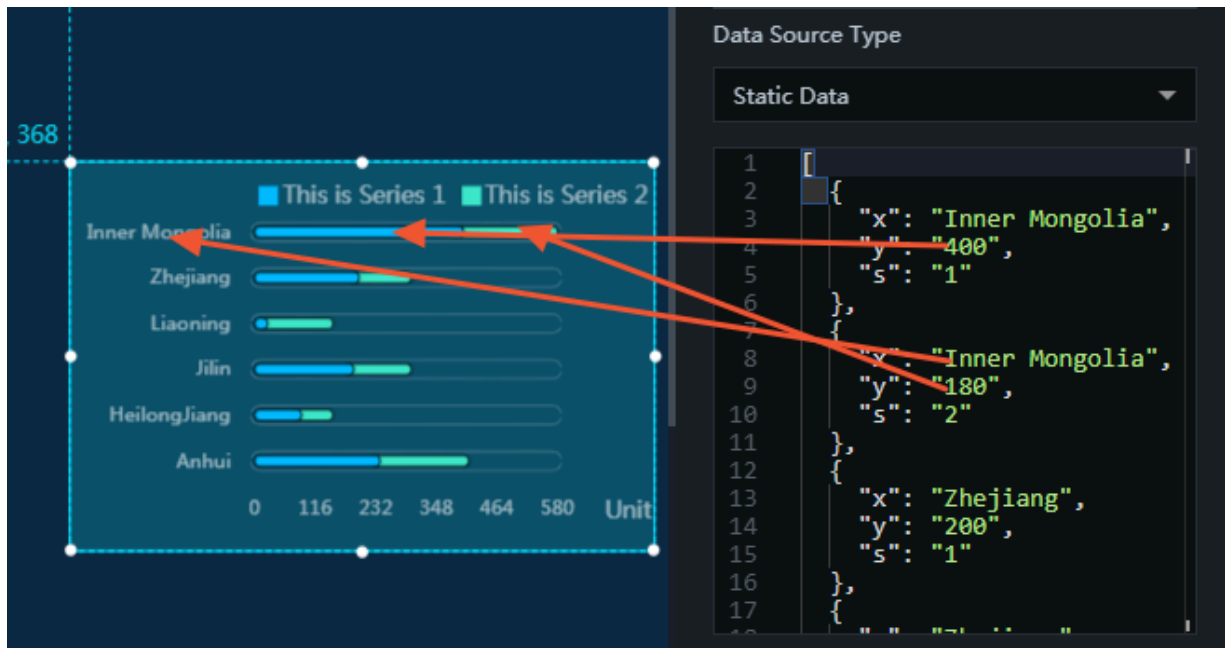 368
This is Series 1 This is Series 2
Inner Mongolia
Zhejiang
Liaoning
Jilin
HeilongJiang
Anhui
0 116 232 348 464 580 Unit
Data Source Type
Static Data
1 [
2 {
3 "x": "Inner Mongolia",
4 "y": "400",
5 "s": "1"
6 },
7 {
8 "x": "Inner Mongolia",
9 "y": "180",
10 "s": "2"
11 },
12 {
13 "x": "Zhejiang",
14 "y": "200",
15 "s": "1"
16 },
17 {